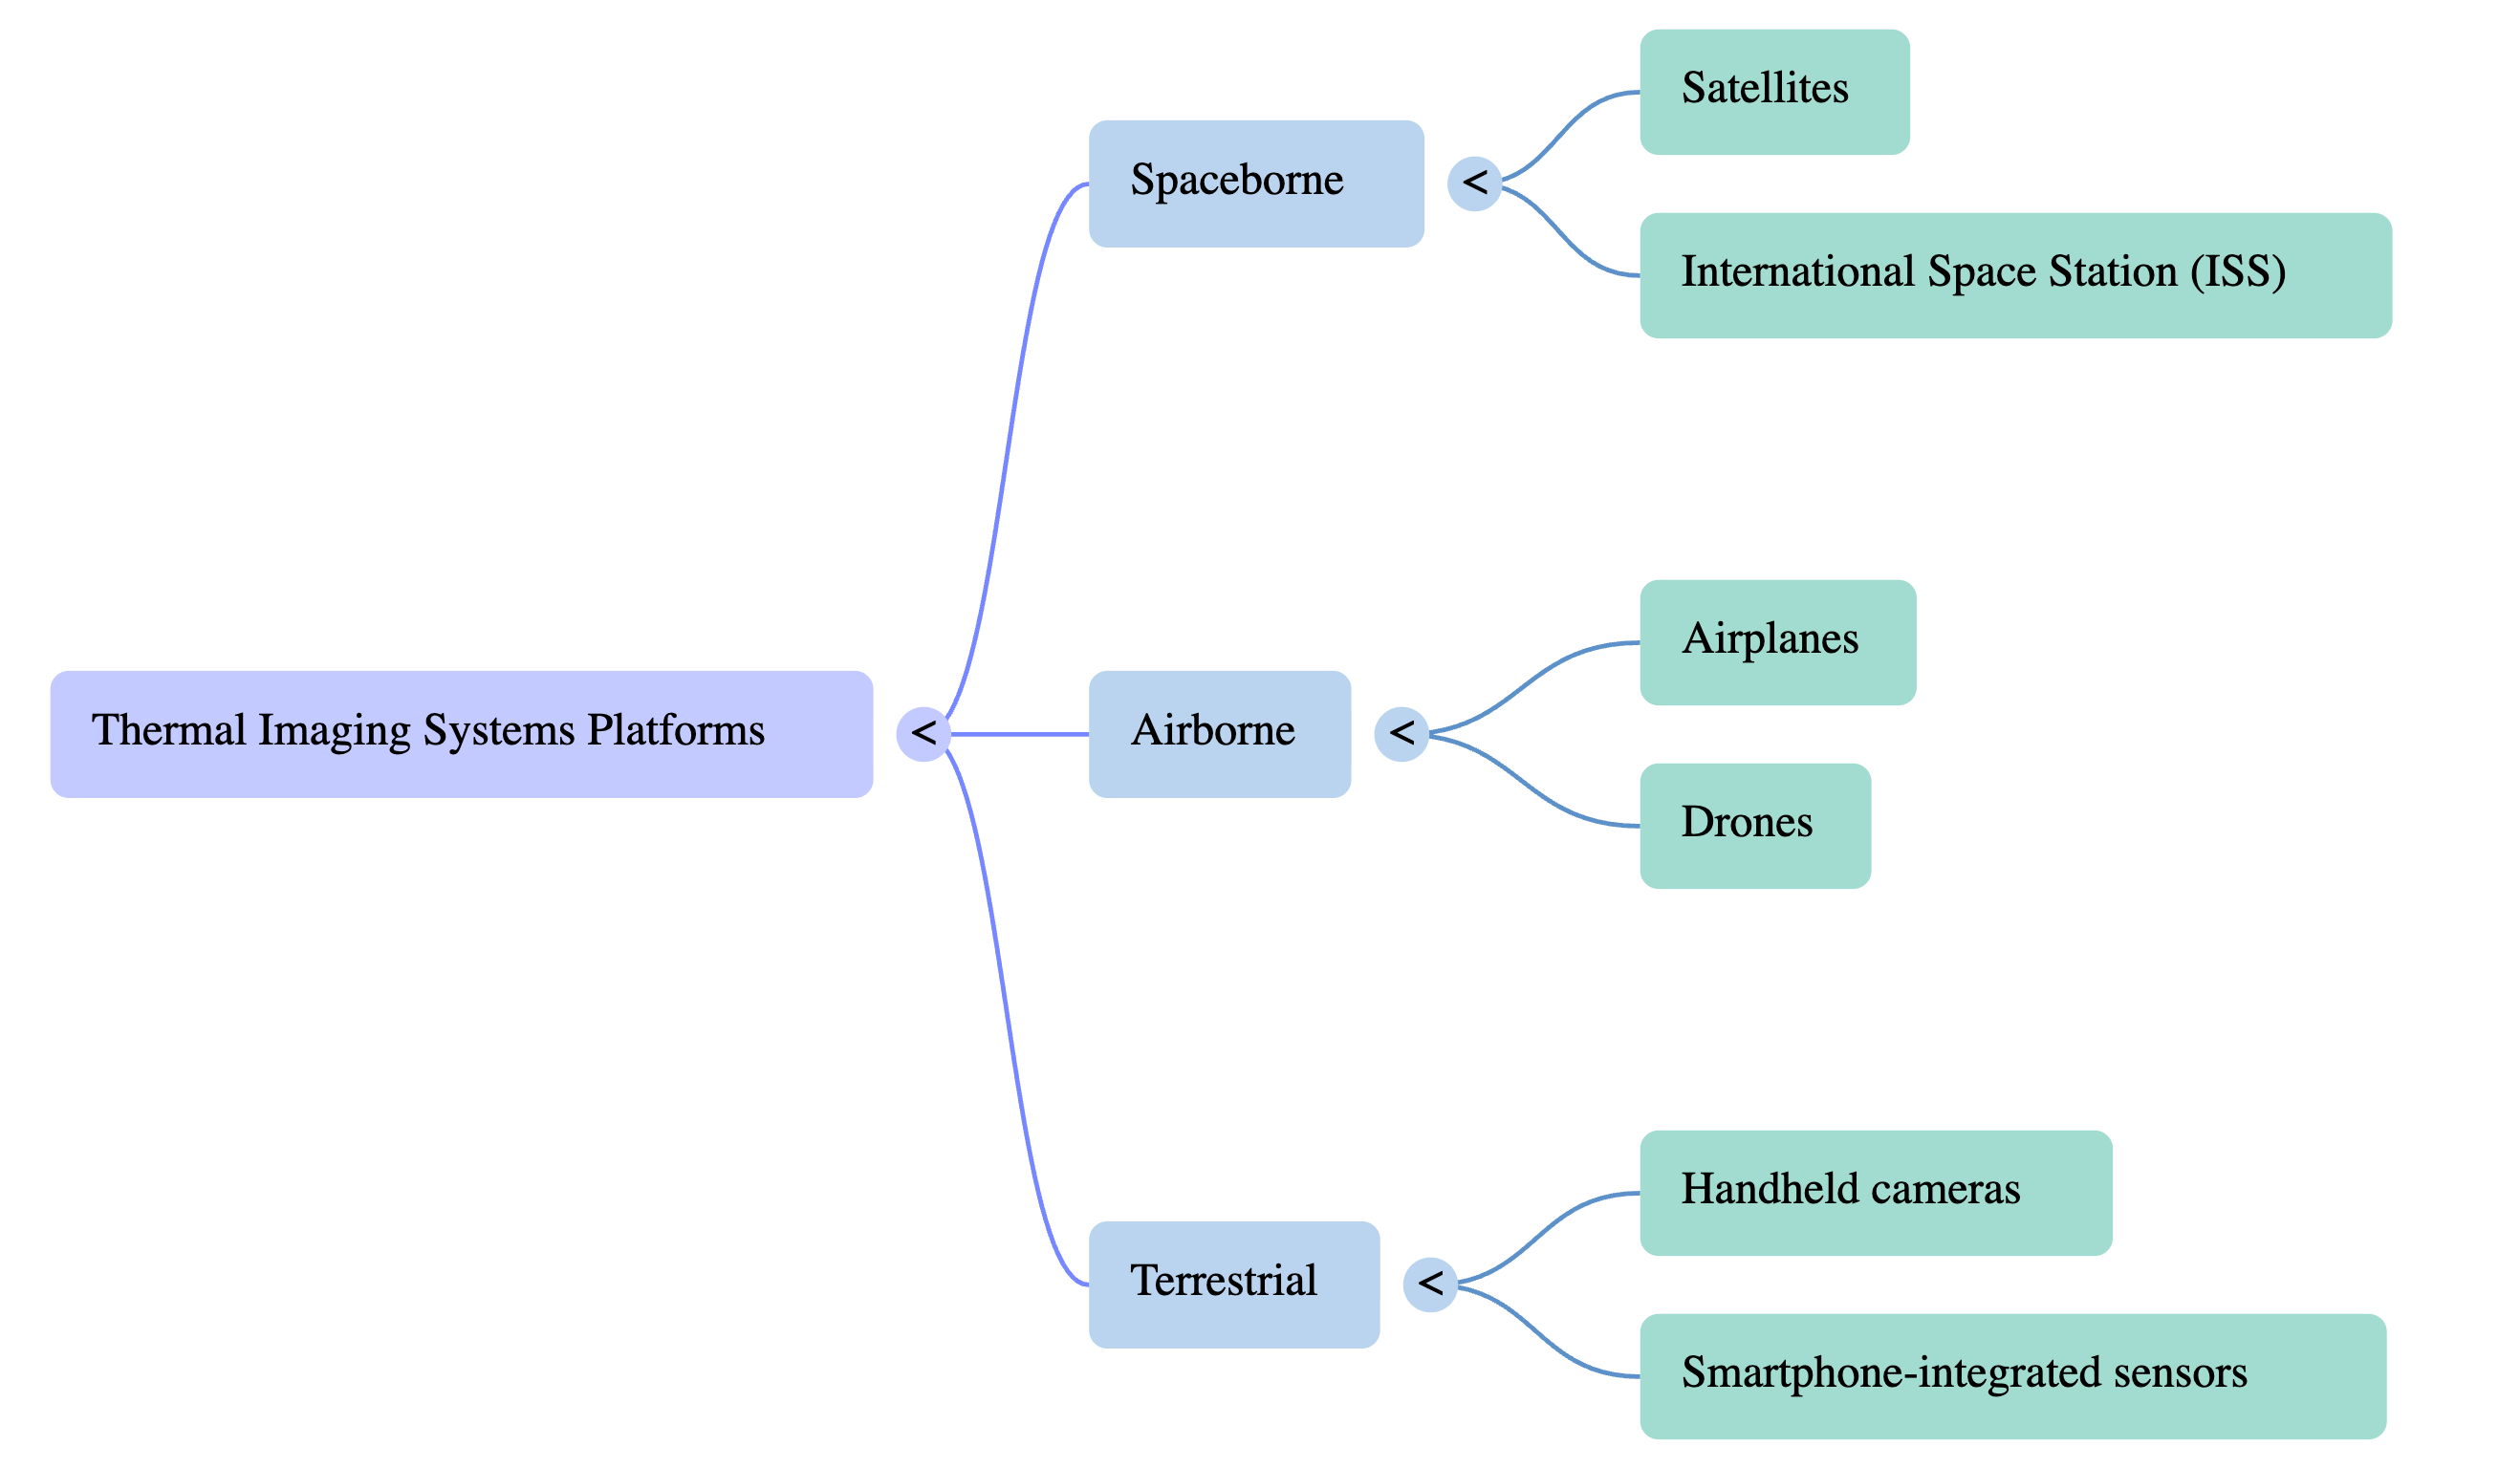 Thermal Imaging Systems Platforms
<
Spaceborne
<
Satellites
International Space Station (ISS)
Airborne
<
Airplanes
Drones
Terrestrial
<
Handheld cameras
Smartphone-integrated sensors